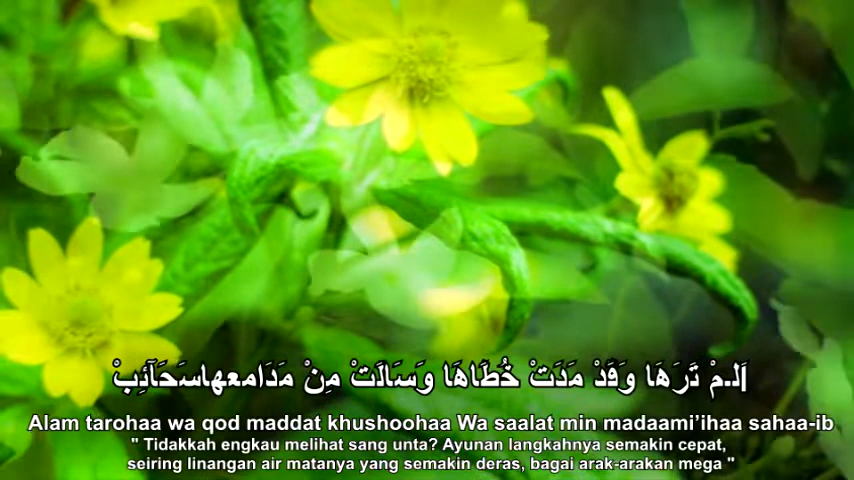 اَلـمْ تَرَهَا وَقَدْ مَدَتْ خُطَاهَا وَسَالَتْ مِنْ مَدَامعهاسَحَآئِبْ
Alam tarohaa wa qod maddat khushoohaa Wa saalat min madaami’ihaa sahaa-ib
" Tidakkah engkau melihat sang unta? Ayunan langkahnya semakin cepat,
seiring linangan air matanya yang semakin deras, bagai arak-arakan mega "